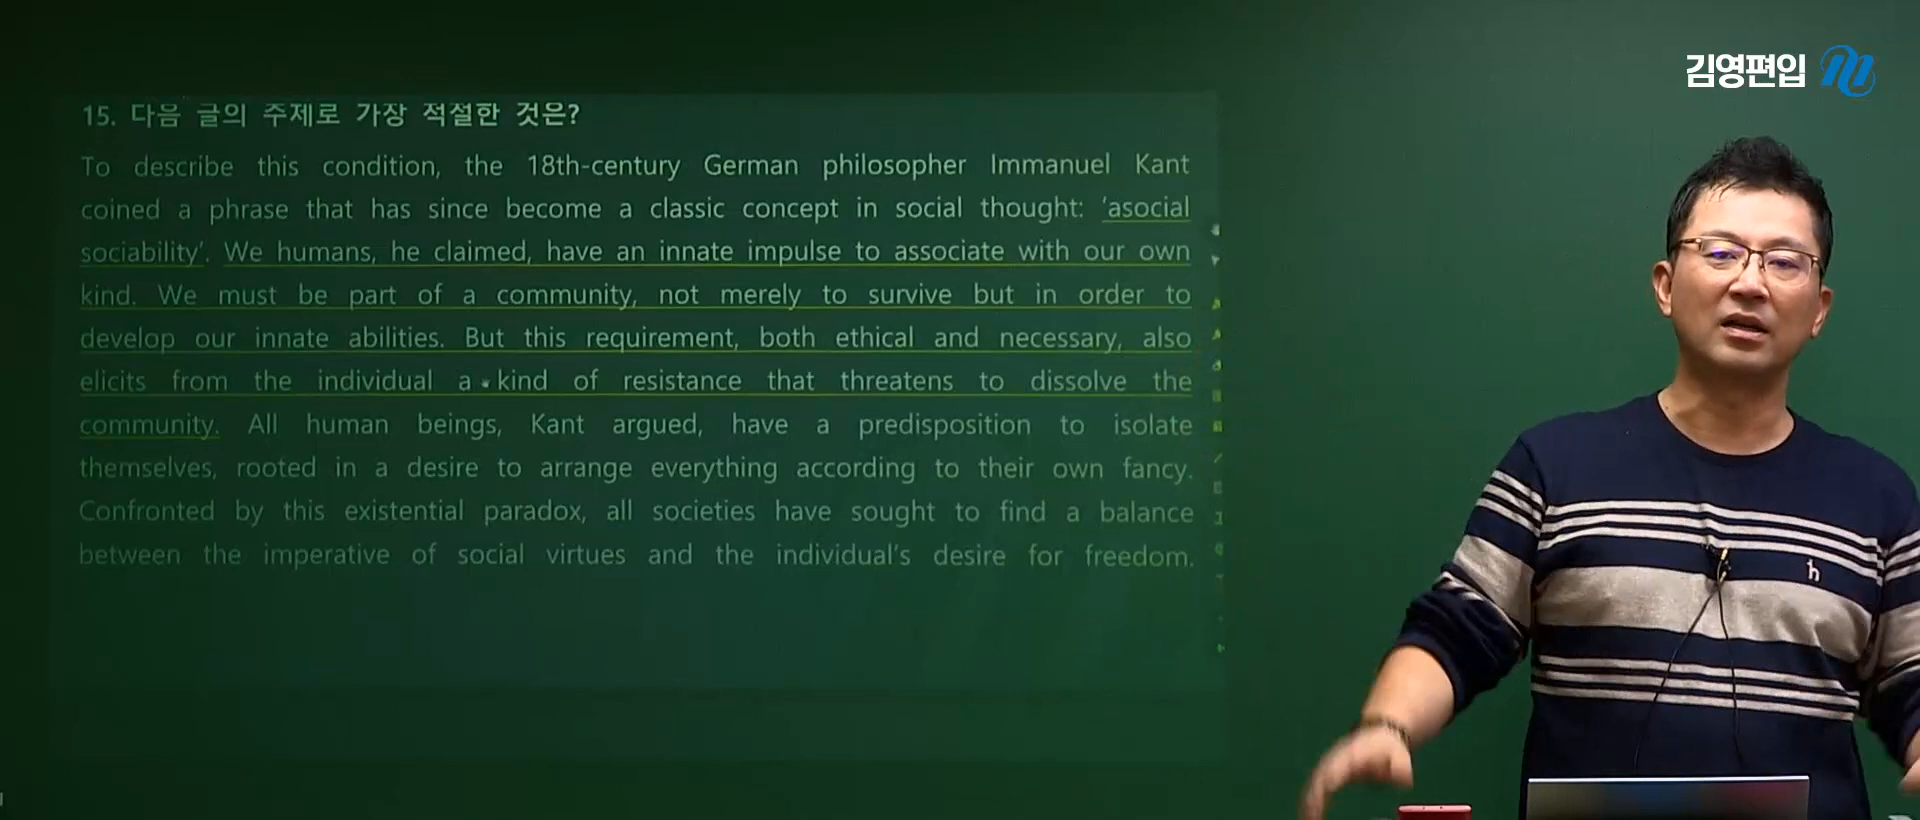 김영편입
15. 다음 글의 주제로 가장 적절한 것은?
To describe this condition, the 18th-century German philosopher Immanuel Kant
coined a phrase that has since become a classic concept in social thought: 'asocial
sociability'. We humans, he claimed, have an innate impulse to associate with our own
kind. We must be part of a community, not merely to survive but in order to
develop our innate abilities. But this requirement, both ethical and necessary, also
elicits from the individual a kind of resistance that threatens to dissolve the
community. All human beings, Kant argued, have a predisposition to isolate
themselves, rooted in a desire to arrange everything according to their own fancy.
Confronted by this existential paradox, all societies have sought to find a balance
between the imperative of social virtues and the individual's desire for freedom.